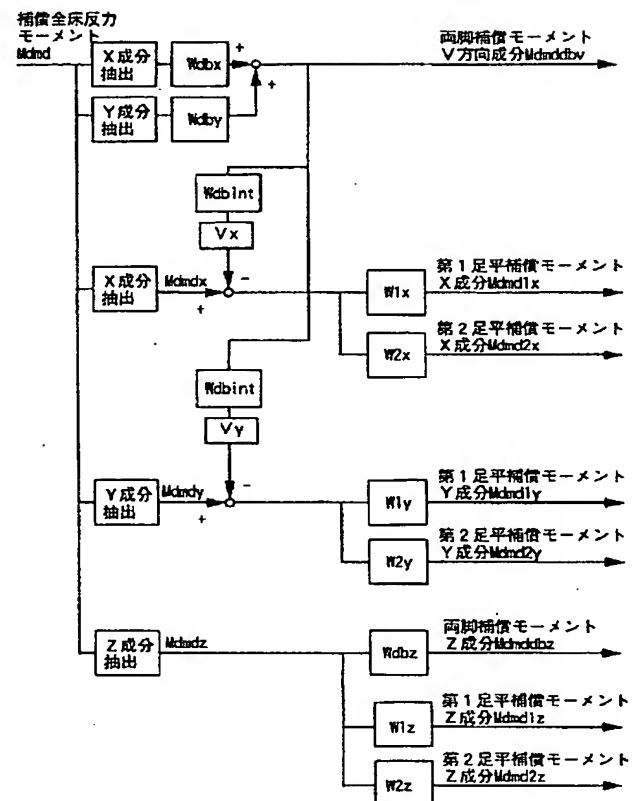 補償全床反力
モーメント
Mdmd
X成分
抽出
Wdbx
+
+
両脚補償モーメント
V方向成分Mdmddbv
Y成分
抽出
Wdby
Wdbint
Vx
-
X成分
抽出
Mdmdx
+
W1x
第1足平補償モーメント
X成分Mdmd1x
W2x
第2足平補償モーメント
X成分Mdmd2x
Wdbint
Vy
-
Y成分
抽出
Mdmdy
+
W1y
第1足平補償モーメント
Y成分Mdmd1y
W2y
第2足平補償モーメント
Y成分Mdmd2y
Z成分
抽出
Mdmdz
Wdbz
両脚補償モーメント
Z成分Mdmddbz
W1z
第1足平補償モーメント
Z成分Mdmd1z
W2z
第2足平補償モーメント
Z成分Mdmd2z